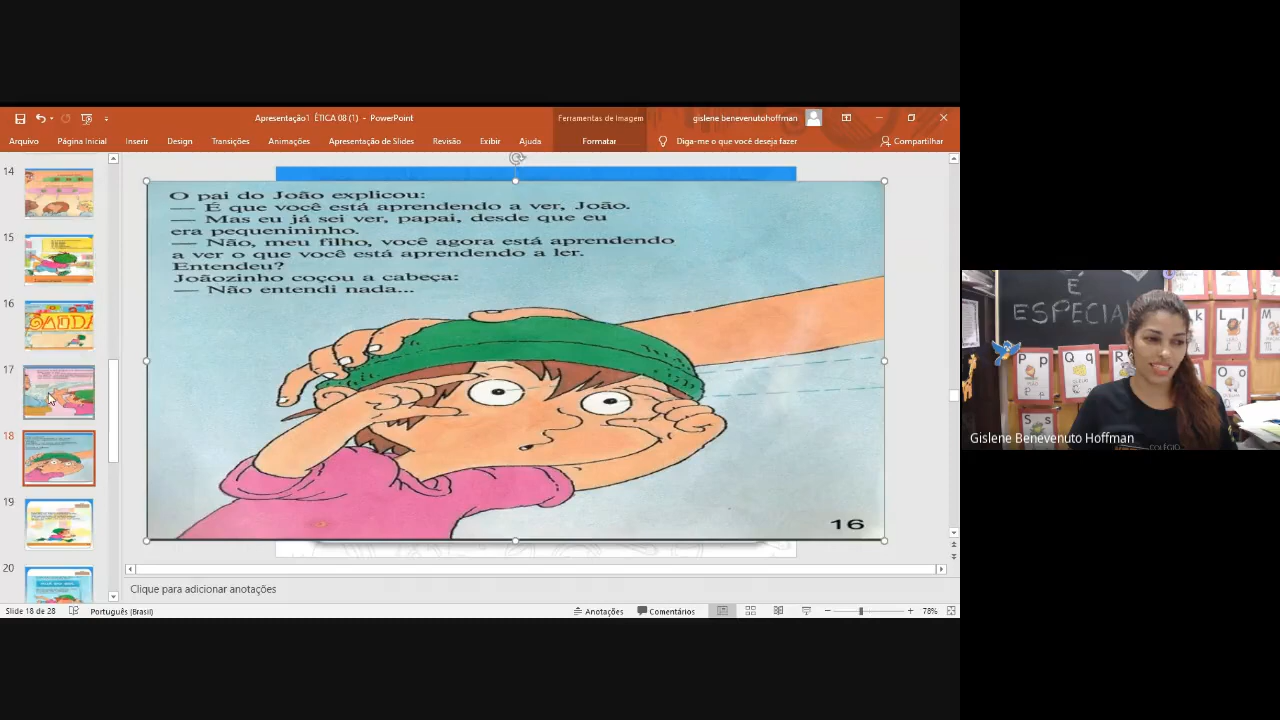 Apresentação1 ÉTICA 08 (1) - PowerPoint
Ferramentas de Imagem
gislene benevenutohoffman
Arquivo Página Inicial Inserir Design Transições Animações Apresentação de Slides Revisão Exibir Ajuda Formatar Diga-me o que você deseja fazer Compartilhar
14
15
16
17
18
19
20
O pai do João explicou:
— É que você está aprendendo a ver, João.
— Mas eu já sei ver, papai, desde que eu
era pequenininho.
— Não, meu filho, você agora está aprendendo
a ver o que você está aprendendo a ler.
Entendeu?
Joãozinho coçou a cabeça:
— Não entendi nada...
16
Clique para adicionar anotações
Slide 18 de 28 Português (Brasil) Anotações Comentários 78%
É
ESPECIA
k L l M
P p Q q R
O o
S s
Gislene Benevenuto Hoffman